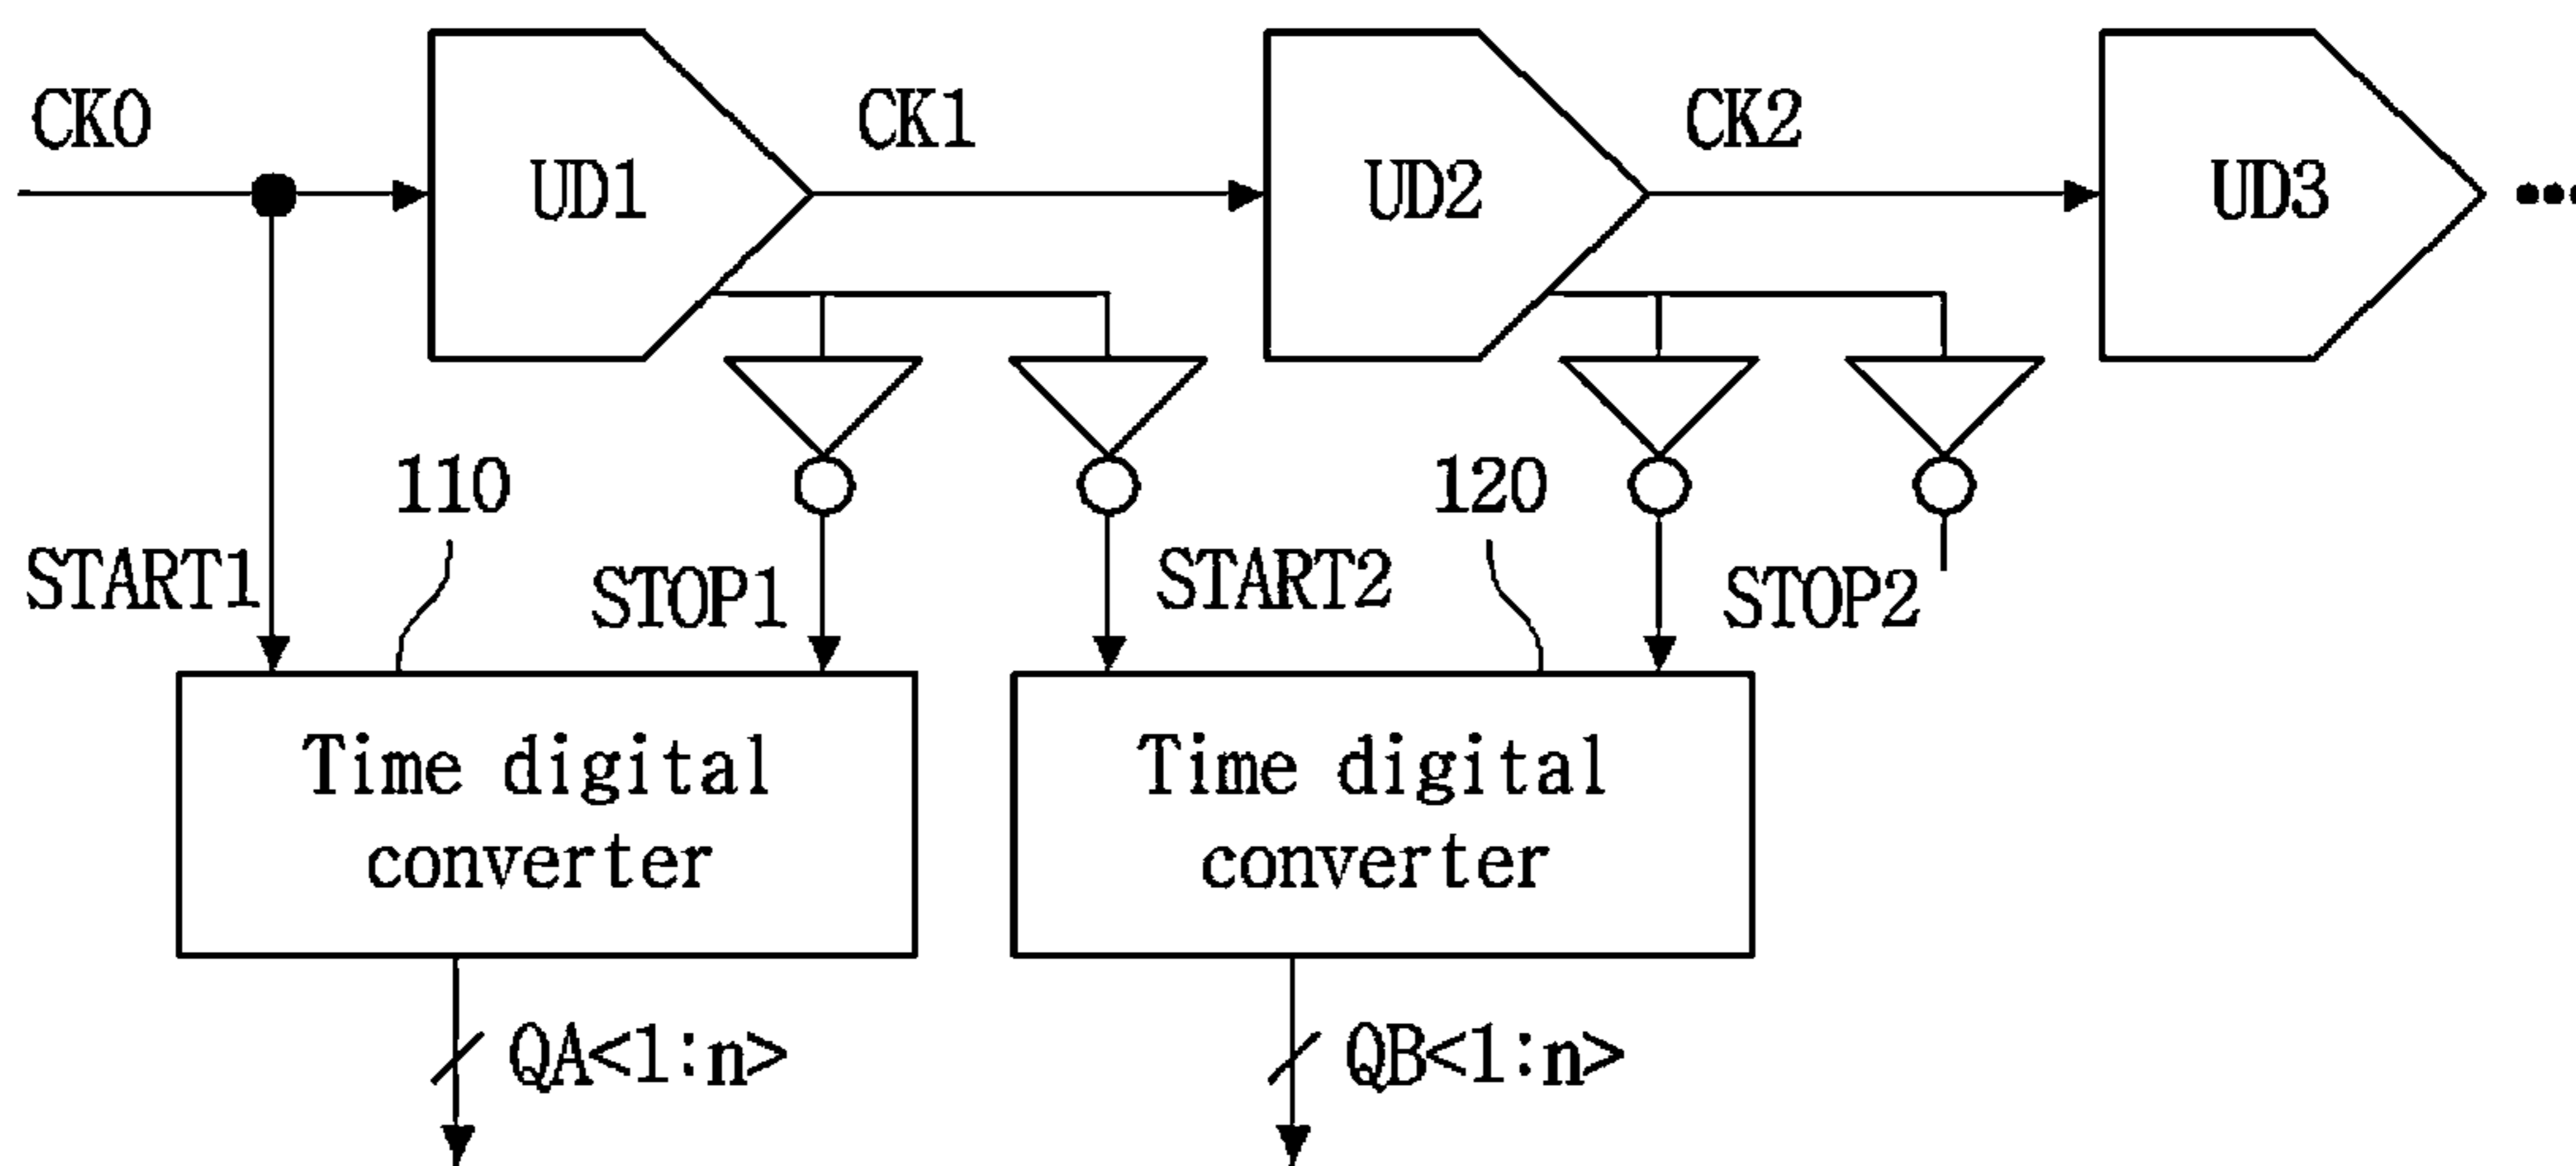 CK0
CK1
CK2
UD1
UD2
UD3
110
120
START1
STOP1
START2
STOP2
Time digital
converter
Time digital
converter
QA<1:n>
QB<1:n>